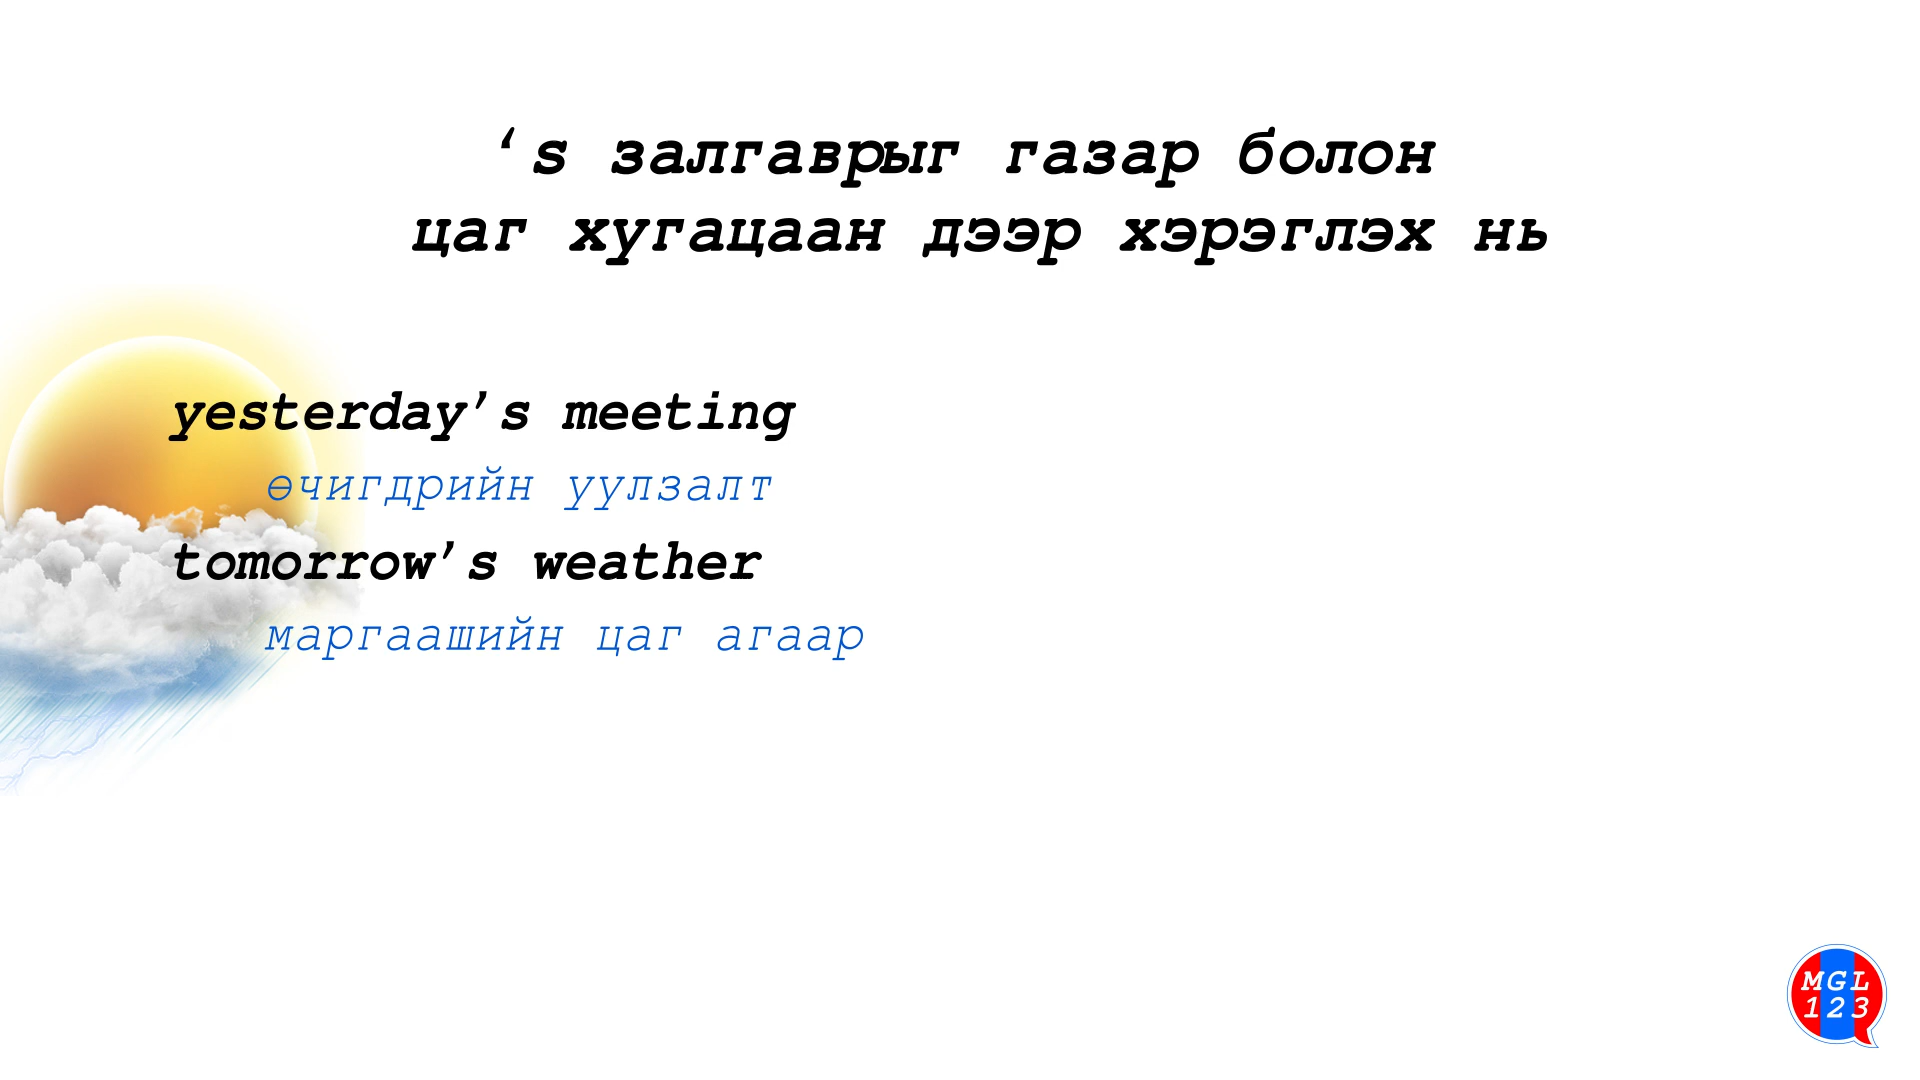 ‘s залгаврыг газар болон
цаг хугацаан дээр хэрэглэх нь
yesterday’s meeting
өчигдрийн уулзалт
tomorrow’s weather
маргаашийн цаг агаар
MGL
123